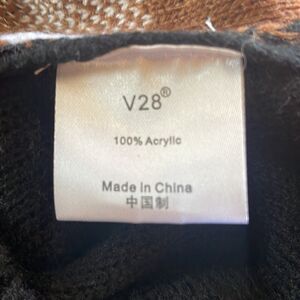 V28®
100% Acrylic
Made in China
中国制